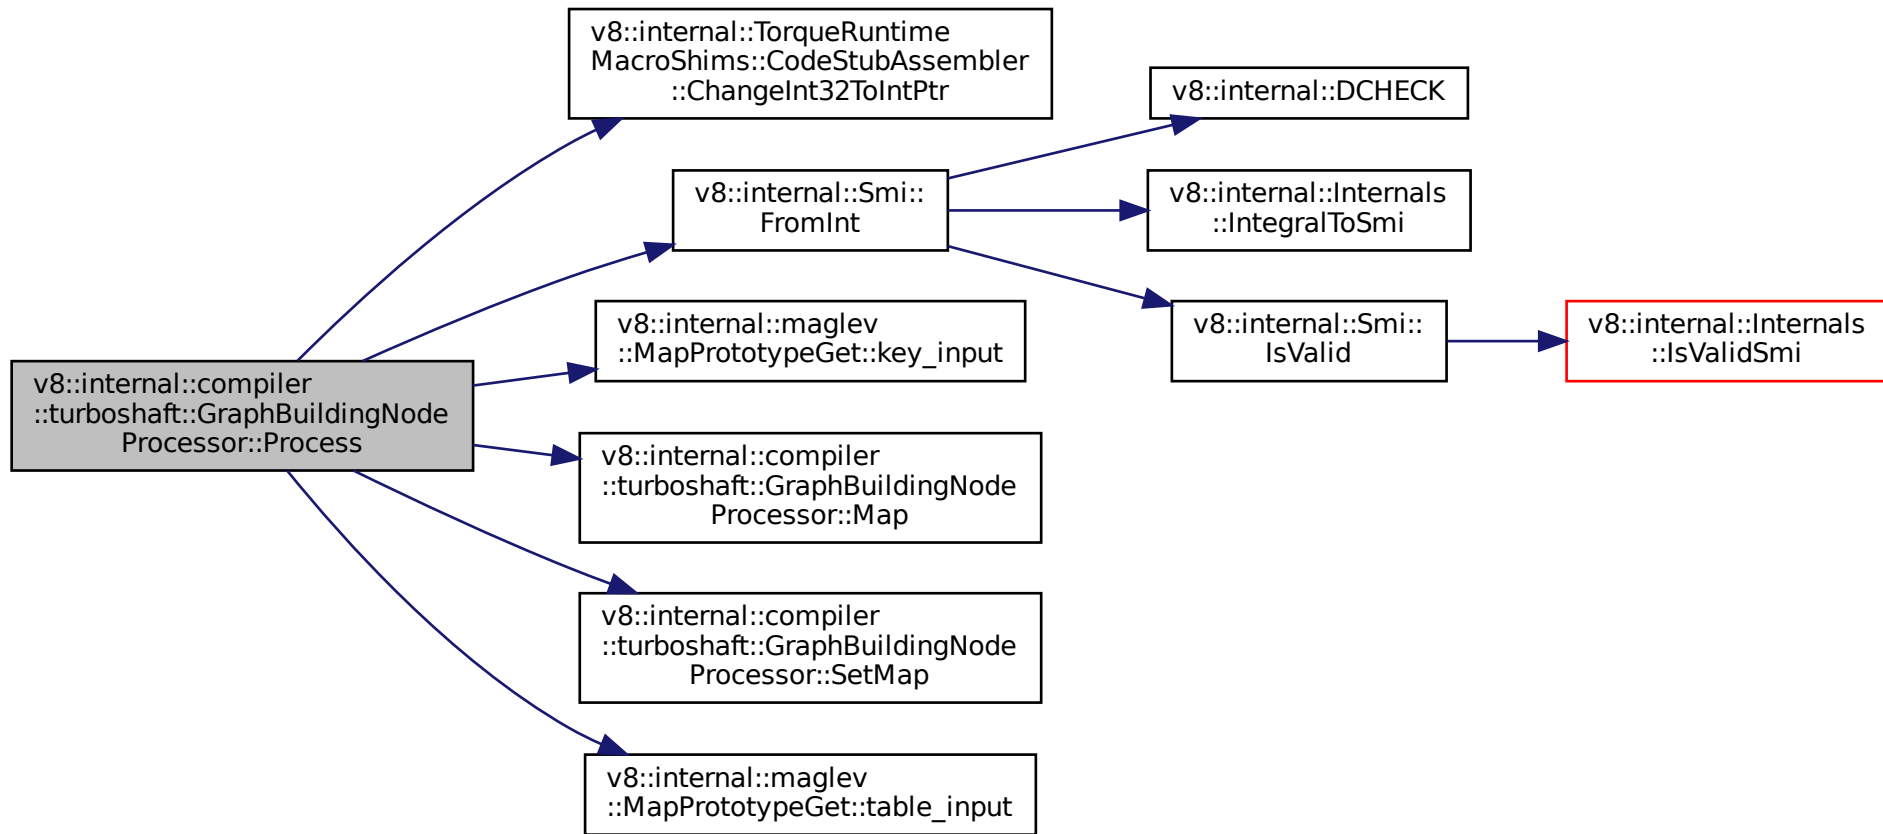 v8::internal::TorqueRuntime
MacroShims::CodeStubAssembler
::ChangeInt32ToIntPtr
v8::internal::DCHECK
v8::internal::Smi::
FromInt
v8::internal::Internals
::IntegralToSmi
v8::internal::maglev
::MapPrototypeGet::key_input
v8::internal::Smi::
IsValid
v8::internal::Internals
::IsValidSmi
v8::internal::compiler
::turboshaft::GraphBuildingNode
Processor::Process
v8::internal::compiler
::turboshaft::GraphBuildingNode
Processor::Map
v8::internal::compiler
::turboshaft::GraphBuildingNode
Processor::SetMap
v8::internal::maglev
::MapPrototypeGet::table_input